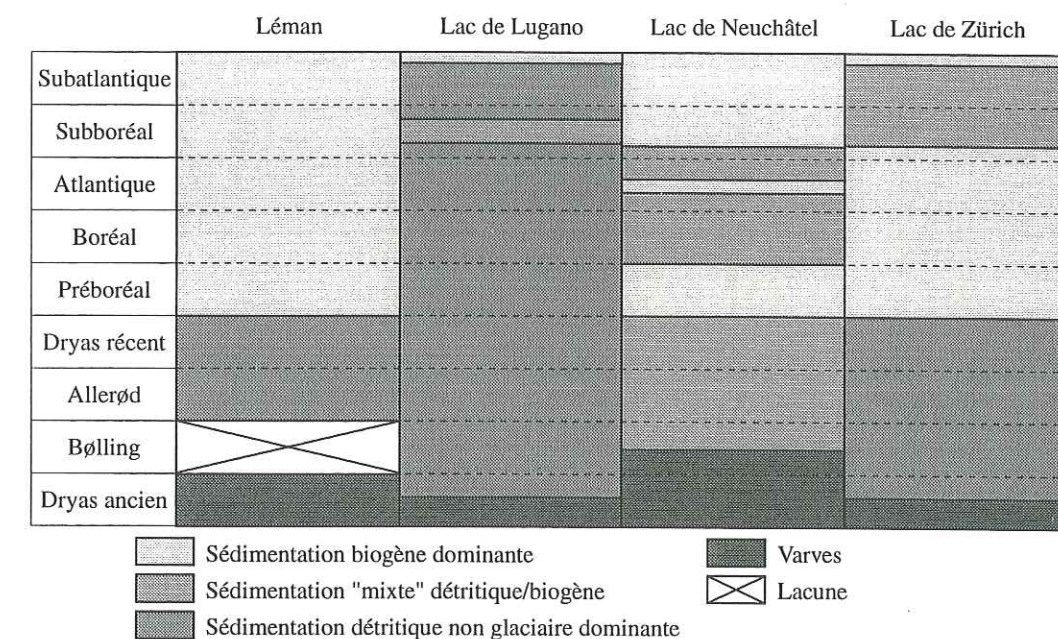 Léman Lac de Lugano Lac de Neuchâtel Lac de Zürich
Subatlantique
Subboréal
Atlantique
Boréal
Préboréal
Dryas récent
Allerød
Bølling
Dryas ancien
Sédimentation biogène dominante
Sédimentation "mixte" détritique/biogène
Sédimentation détritique non glaciaire dominante
Varves
Lacune